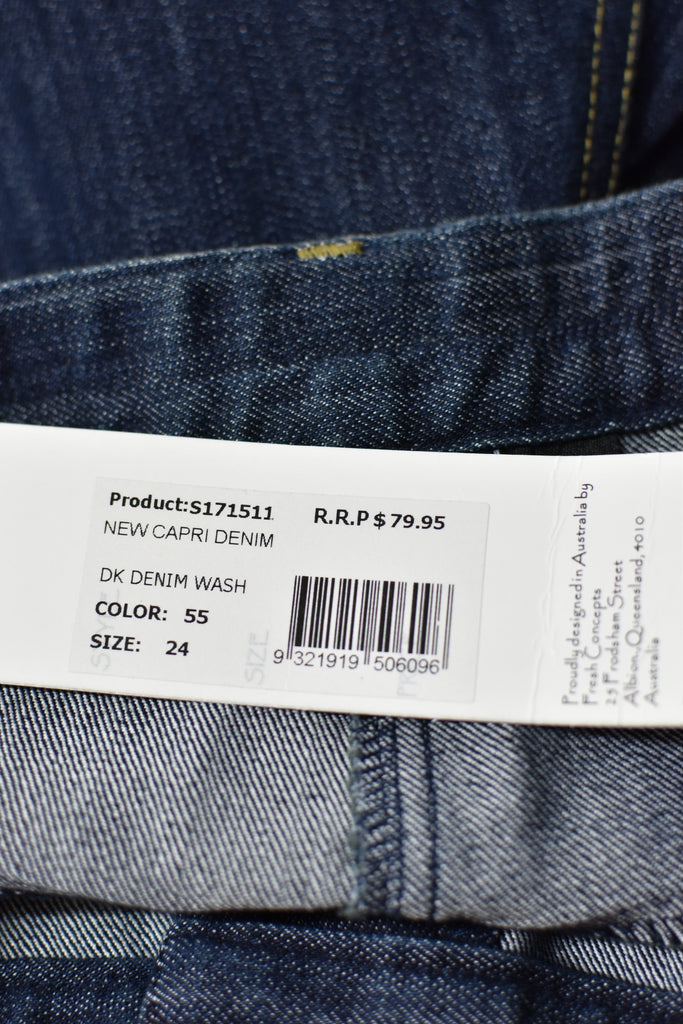 Product:S171511
R.R.P $79.95
NEW CAPRI DENIM
DK DENIM WASH
COLOR: 55
SIZE: 24
SIZE
9 321919 506096
Proudly designed in Australia by
Fresh Concepts
25 Frodsham Street
Albion, Queensland, 4010
Australia